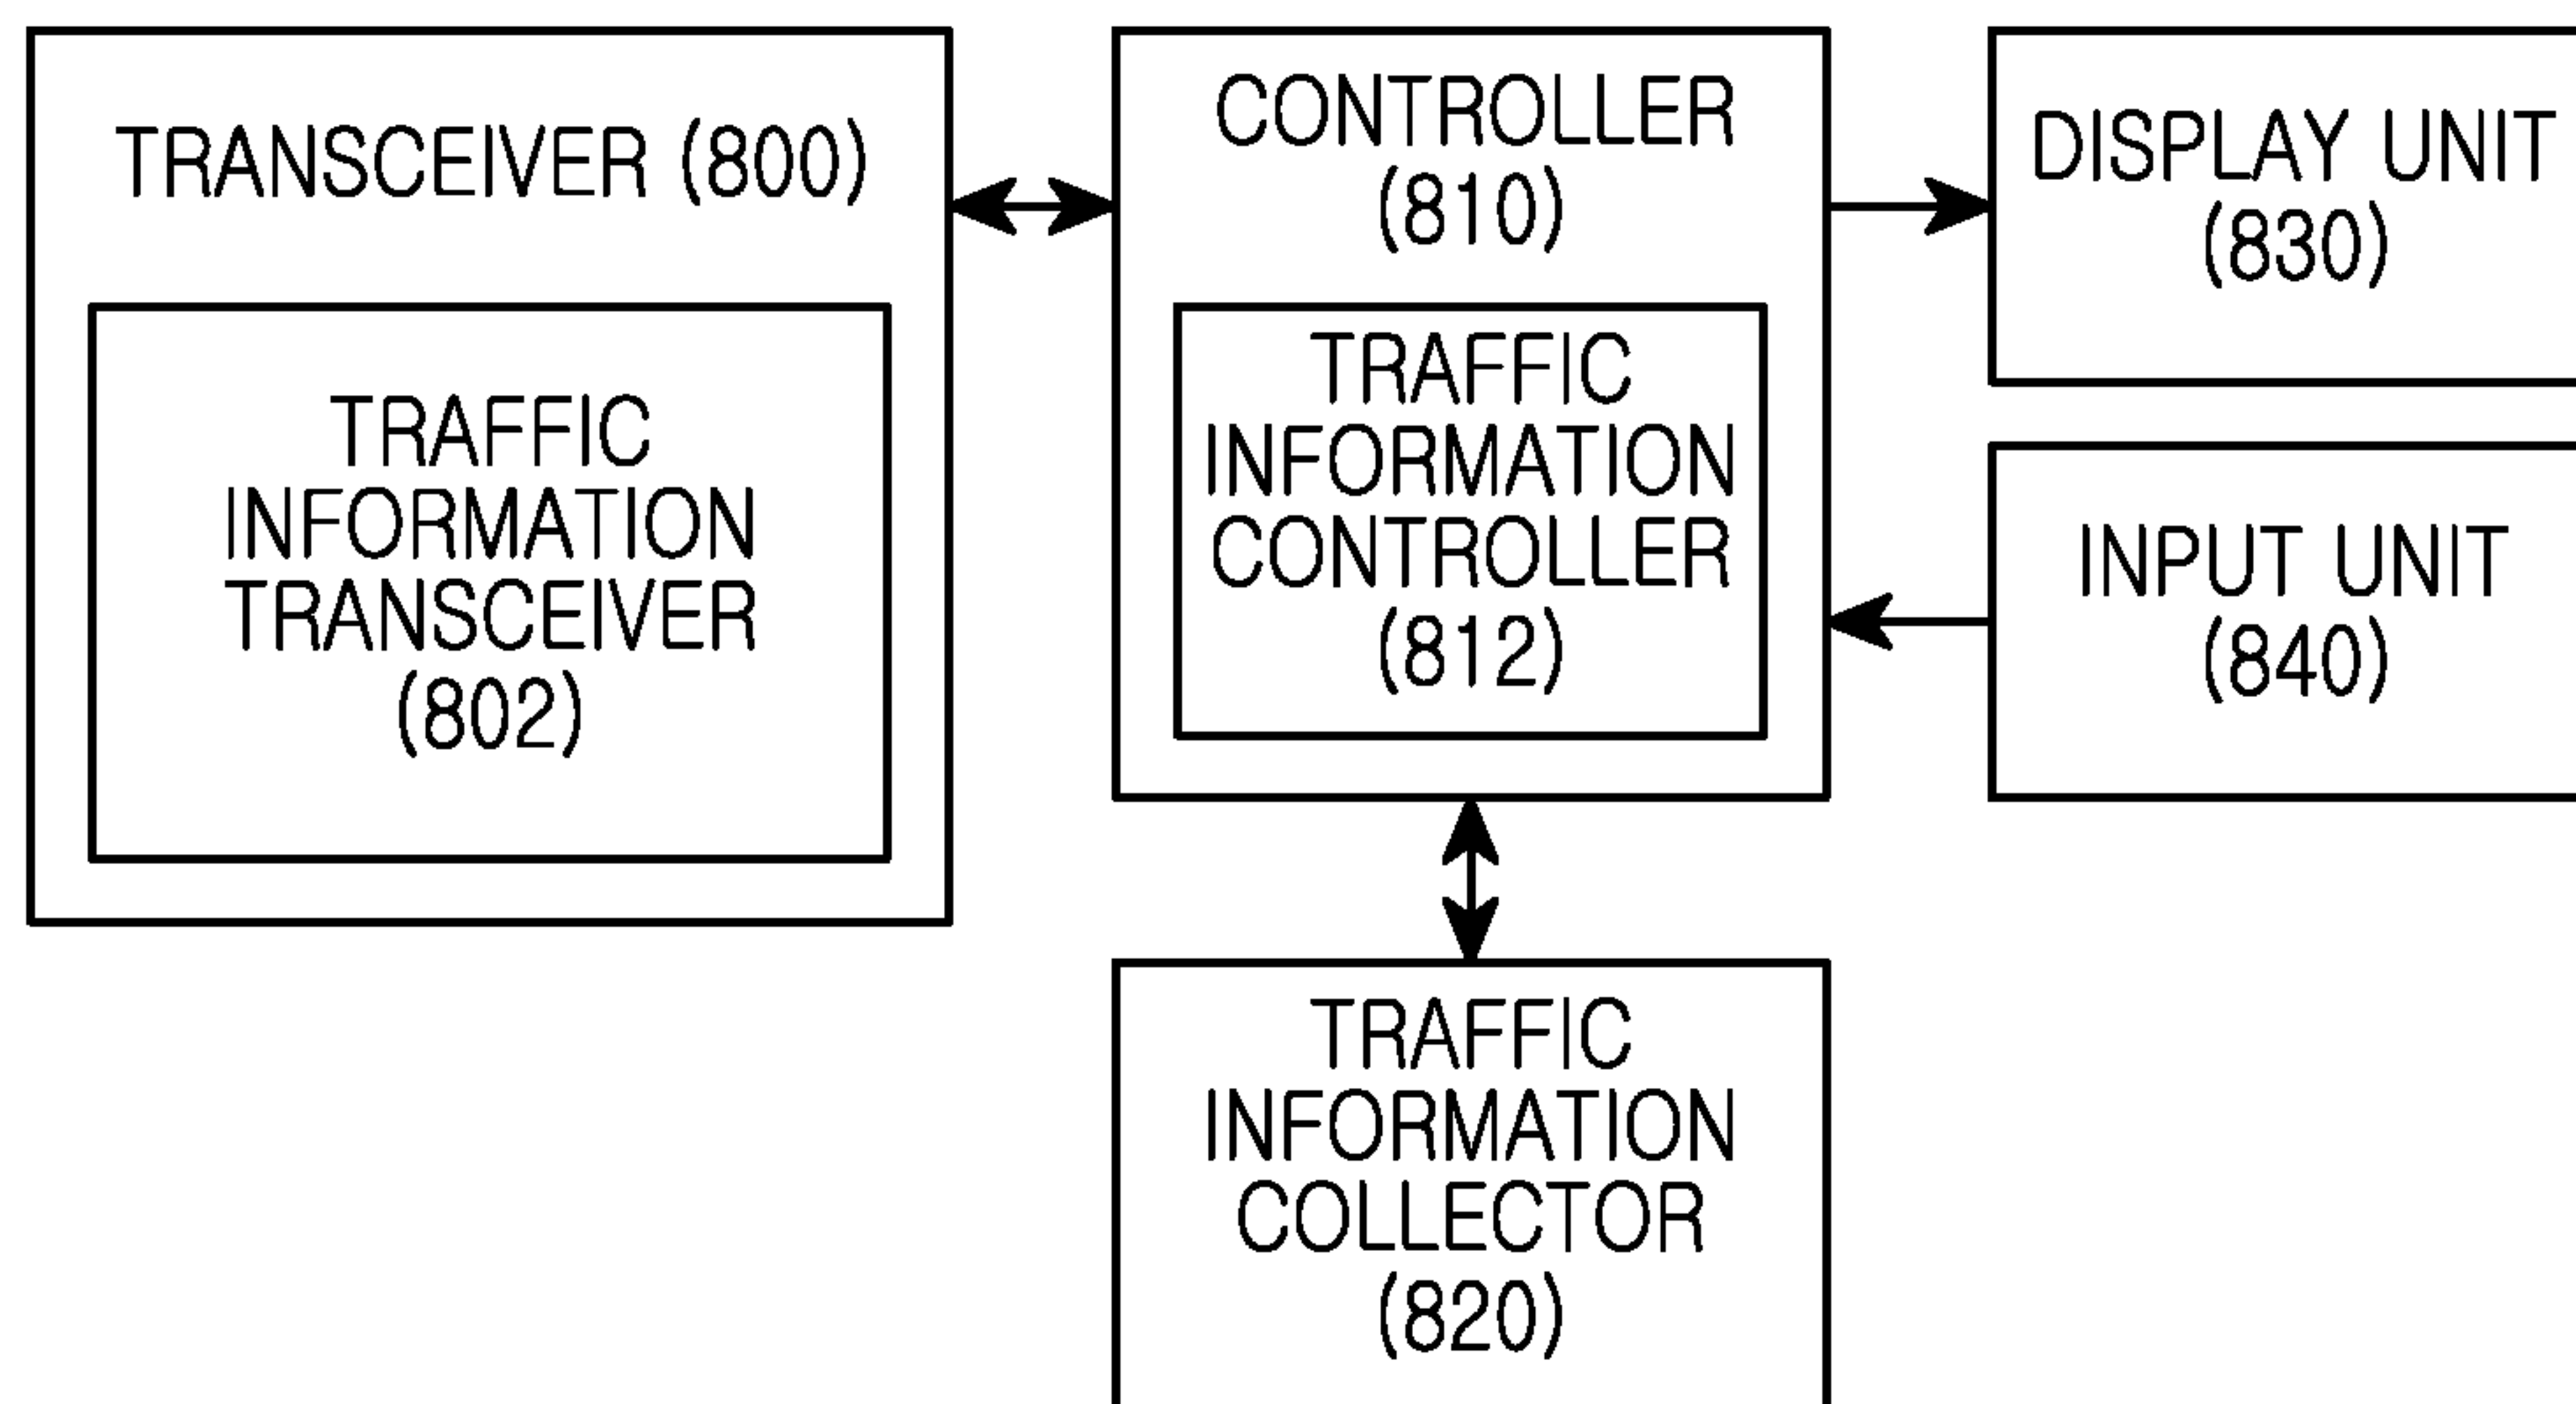 TRANSCEIVER (800)
TRAFFIC
INFORMATION
TRANSCEIVER
(802)
CONTROLLER
(810)
TRAFFIC
INFORMATION
CONTROLLER
(812)
DISPLAY UNIT
(830)
INPUT UNIT
(840)
TRAFFIC
INFORMATION
COLLECTOR
(820)